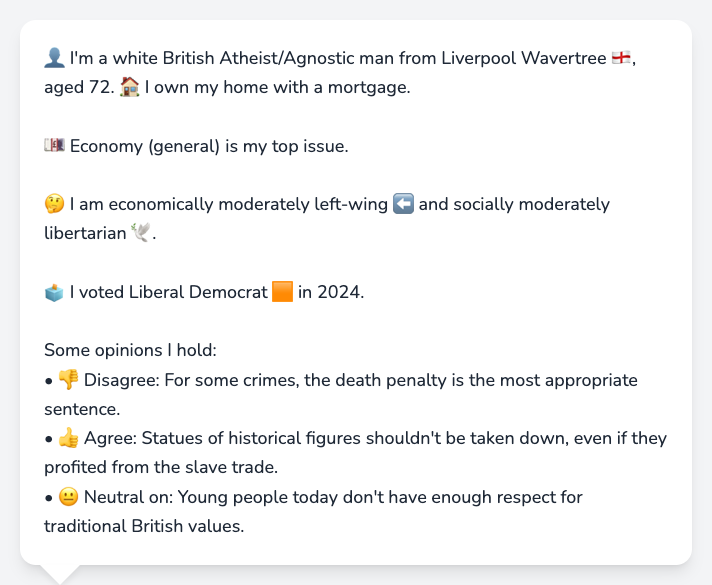 👤 I'm a white British Atheist/Agnostic man from Liverpool Wavertree 🏴󠁧󠁢󠁥󠁮󠁧󠁿,
aged 72. 🏠 I own my home with a mortgage.
💷 Economy (general) is my top issue.
🤔 I am economically moderately left-wing ⬅️ and socially moderately
libertarian 🕊️.
🗳️ I voted Liberal Democrat 🟧 in 2024.
Some opinions I hold:
• 👎 Disagree: For some crimes, the death penalty is the most appropriate
sentence.
• 👍 Agree: Statues of historical figures shouldn't be taken down, even if they
profited from the slave trade.
• 😐 Neutral on: Young people today don't have enough respect for
traditional British values.